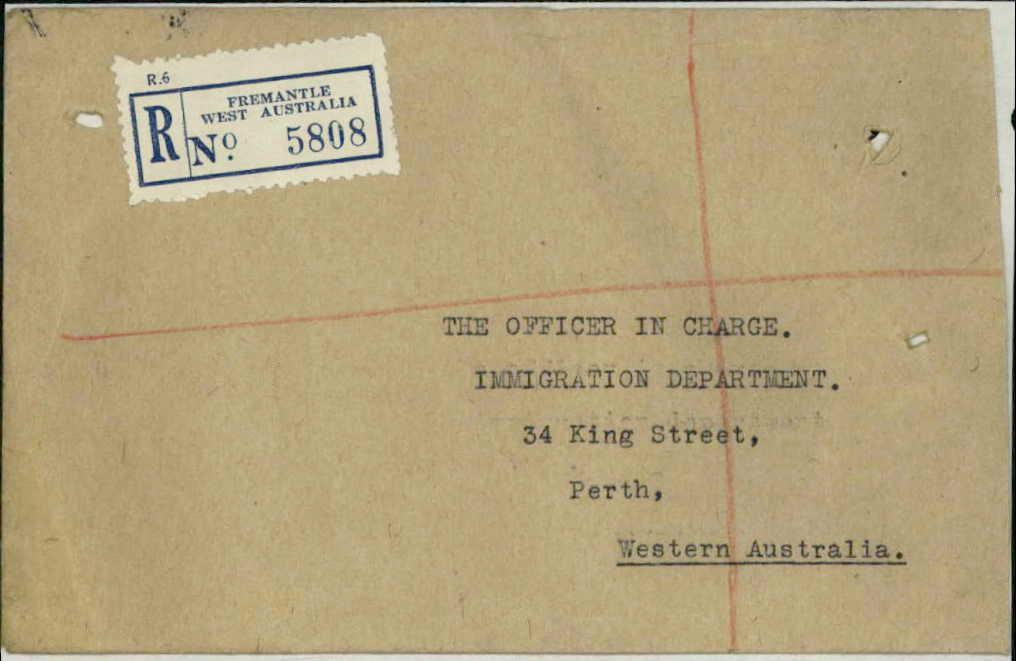 R.6
R
FREMANTLE
WEST AUSTRALIA
No. 5808
THE OFFICER IN CHARGE.
IMMIGRATION DEPARTMENT.
34 King Street,
Perth,
Western Australia.